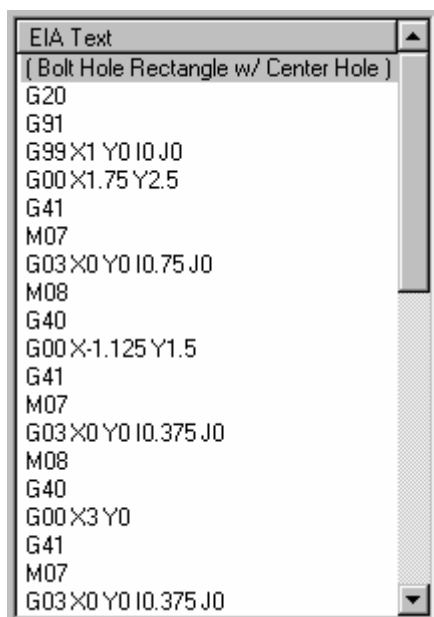 EIA Text
( Bolt Hole Rectangle w/ Center Hole )
G20
G91
G99 X1 Y0 I0 J0
G00 X1.75 Y2.5
G41
M07
G03 X0 Y0 I0.75 J0
M08
G40
G00 X-1.125 Y1.5
G41
M07
G03 X0 Y0 I0.375 J0
M08
G40
G00 X3 Y0
G41
M07
G03 X0 Y0 I0.375 J0